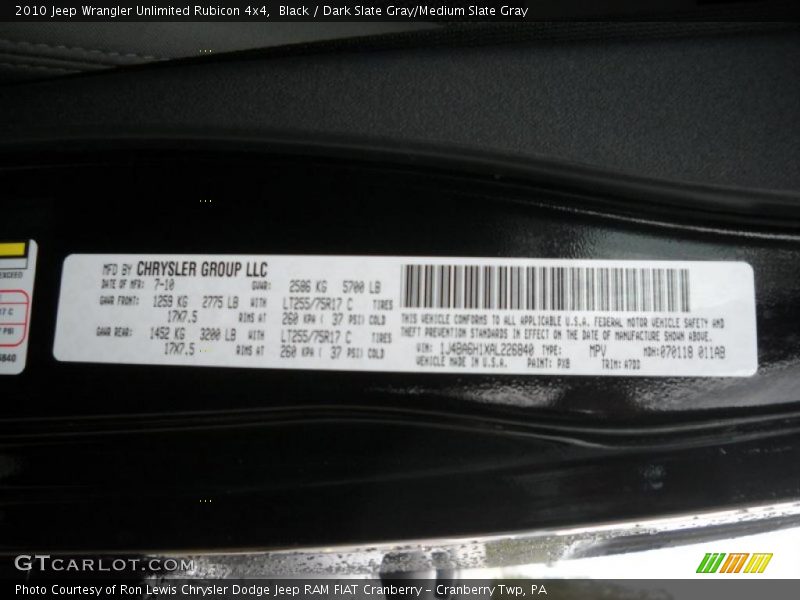 2010 Jeep Wrangler Unlimited Rubicon 4x4, Black / Dark Slate Gray/Medium Slate Gray
EXCEED
17 C
PSI
6840
MFD BY CHRYSLER GROUP LLC
DATE OF MFR: 7-10 GVWR: 2586 KG 5700 LB
GAWR FRONT: 1259 KG 2775 LB WITH LT255/75R17 C TIRES
17X7.5 RIMS AT 260 KPA ( 37 PSI) COLD
GAWR REAR: 1452 KG 3200 LB WITH LT255/75R17 C TIRES
17X7.5 RIMS AT 260 KPA ( 37 PSI) COLD
THIS VEHICLE CONFORMS TO ALL APPLICABLE U.S.A. FEDERAL MOTOR VEHICLE SAFETY AND
THEFT PREVENTION STANDARDS IN EFFECT ON THE DATE OF MANUFACTURE SHOWN ABOVE.
VIN: 1J4BA6H1XAL226840 TYPE: MPV MDH:070118 011AB
VEHICLE MADE IN U.S.A. PAINT: PX8 TRIM: A7DD
GTCARLOT.COM
Photo Courtesy of Ron Lewis Chrysler Dodge Jeep RAM FIAT Cranberry - Cranberry Twp, PA